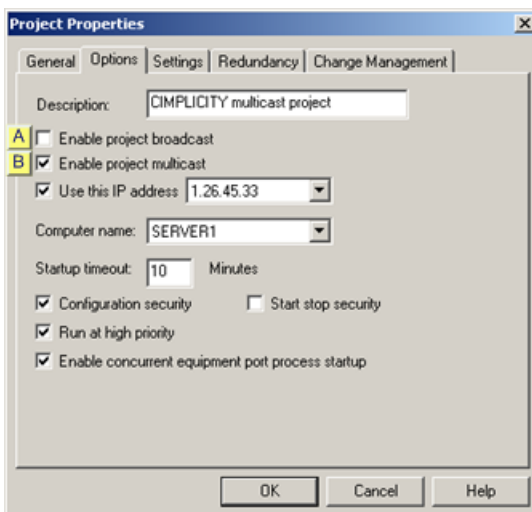 Project Properties
General Options Settings Redundancy Change Management
Description: CIMPLICITY multicast project
A Enable project broadcast
B Enable project multicast
Use this IP address 1.26.45.33
Computer name: SERVER1
Startup timeout: 10 Minutes
Configuration security Start stop security
Run at high priority
Enable concurrent equipment port process startup
OK Cancel Help